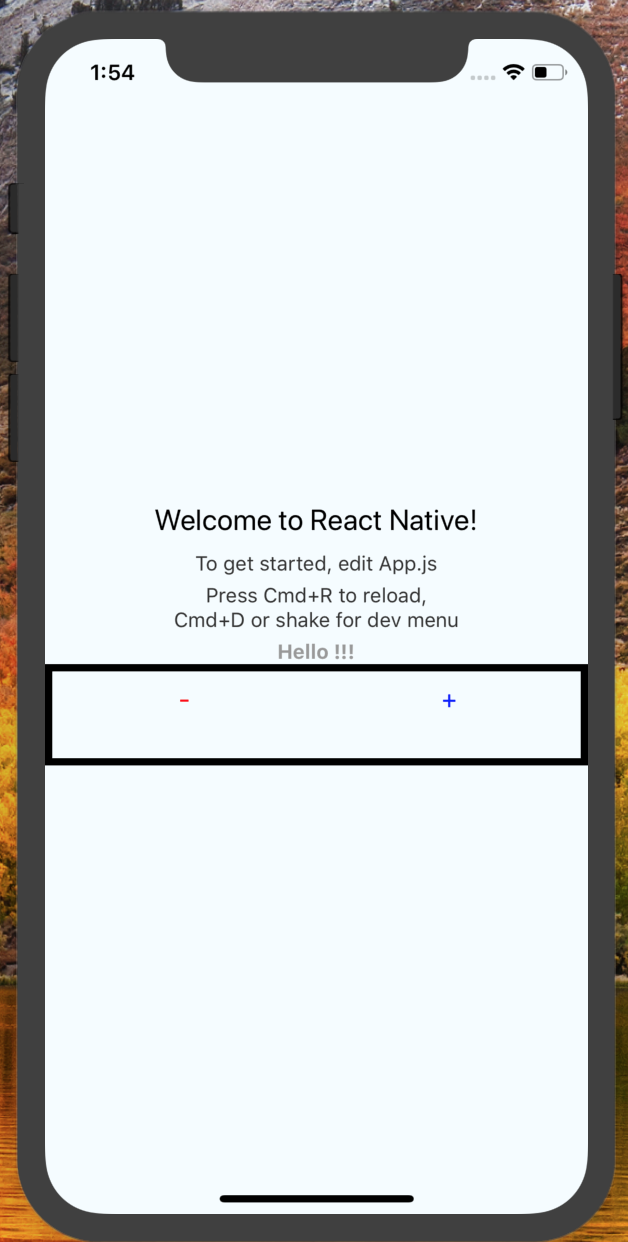 1:54
Welcome to React Native!
To get started, edit App.js
Press Cmd+R to reload,
Cmd+D or shake for dev menu
Hello !!!
- +